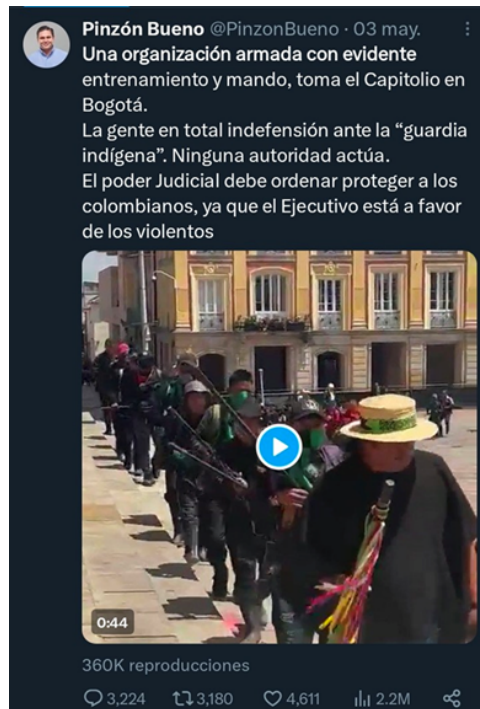 Pinzón Bueno @PinzonBueno · 03 may.
Una organización armada con evidente
entrenamiento y mando, toma el Capitolio en
Bogotá.
La gente en total indefensión ante la “guardia
indígena”. Ninguna autoridad actúa.
El poder Judicial debe ordenar proteger a los
colombianos, ya que el Ejecutivo está a favor
de los violentos
0:44
360K reproducciones
3,224 3,180 4,611 2.2M